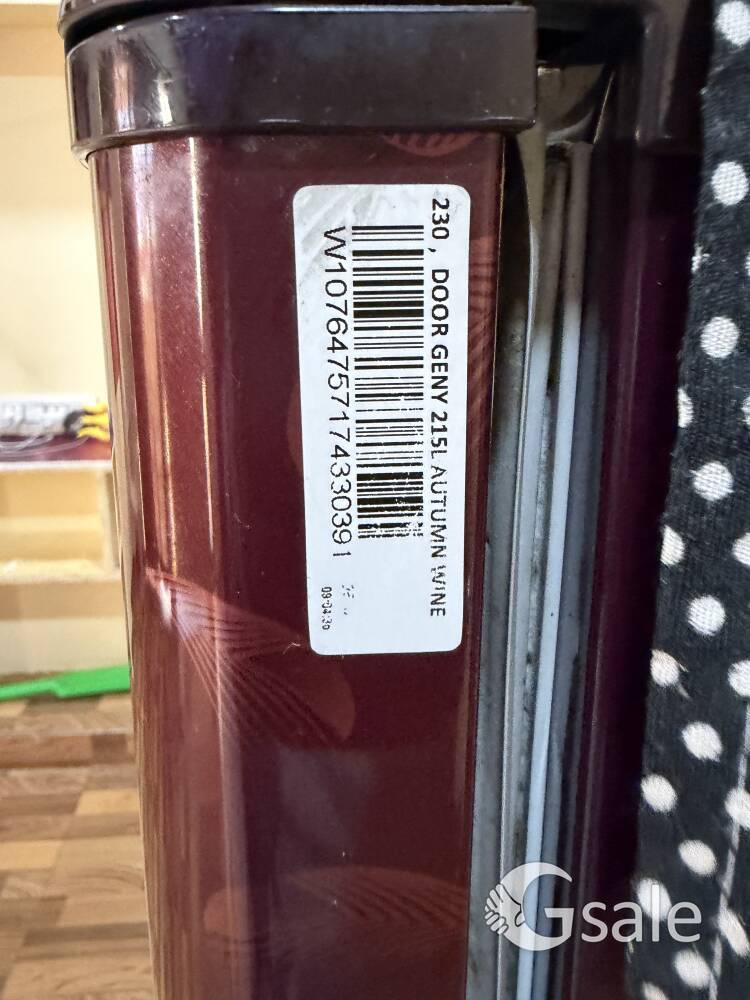 230 , DOOR GENY 215L AUTUMN WINE
W10764757174330391
Gsale